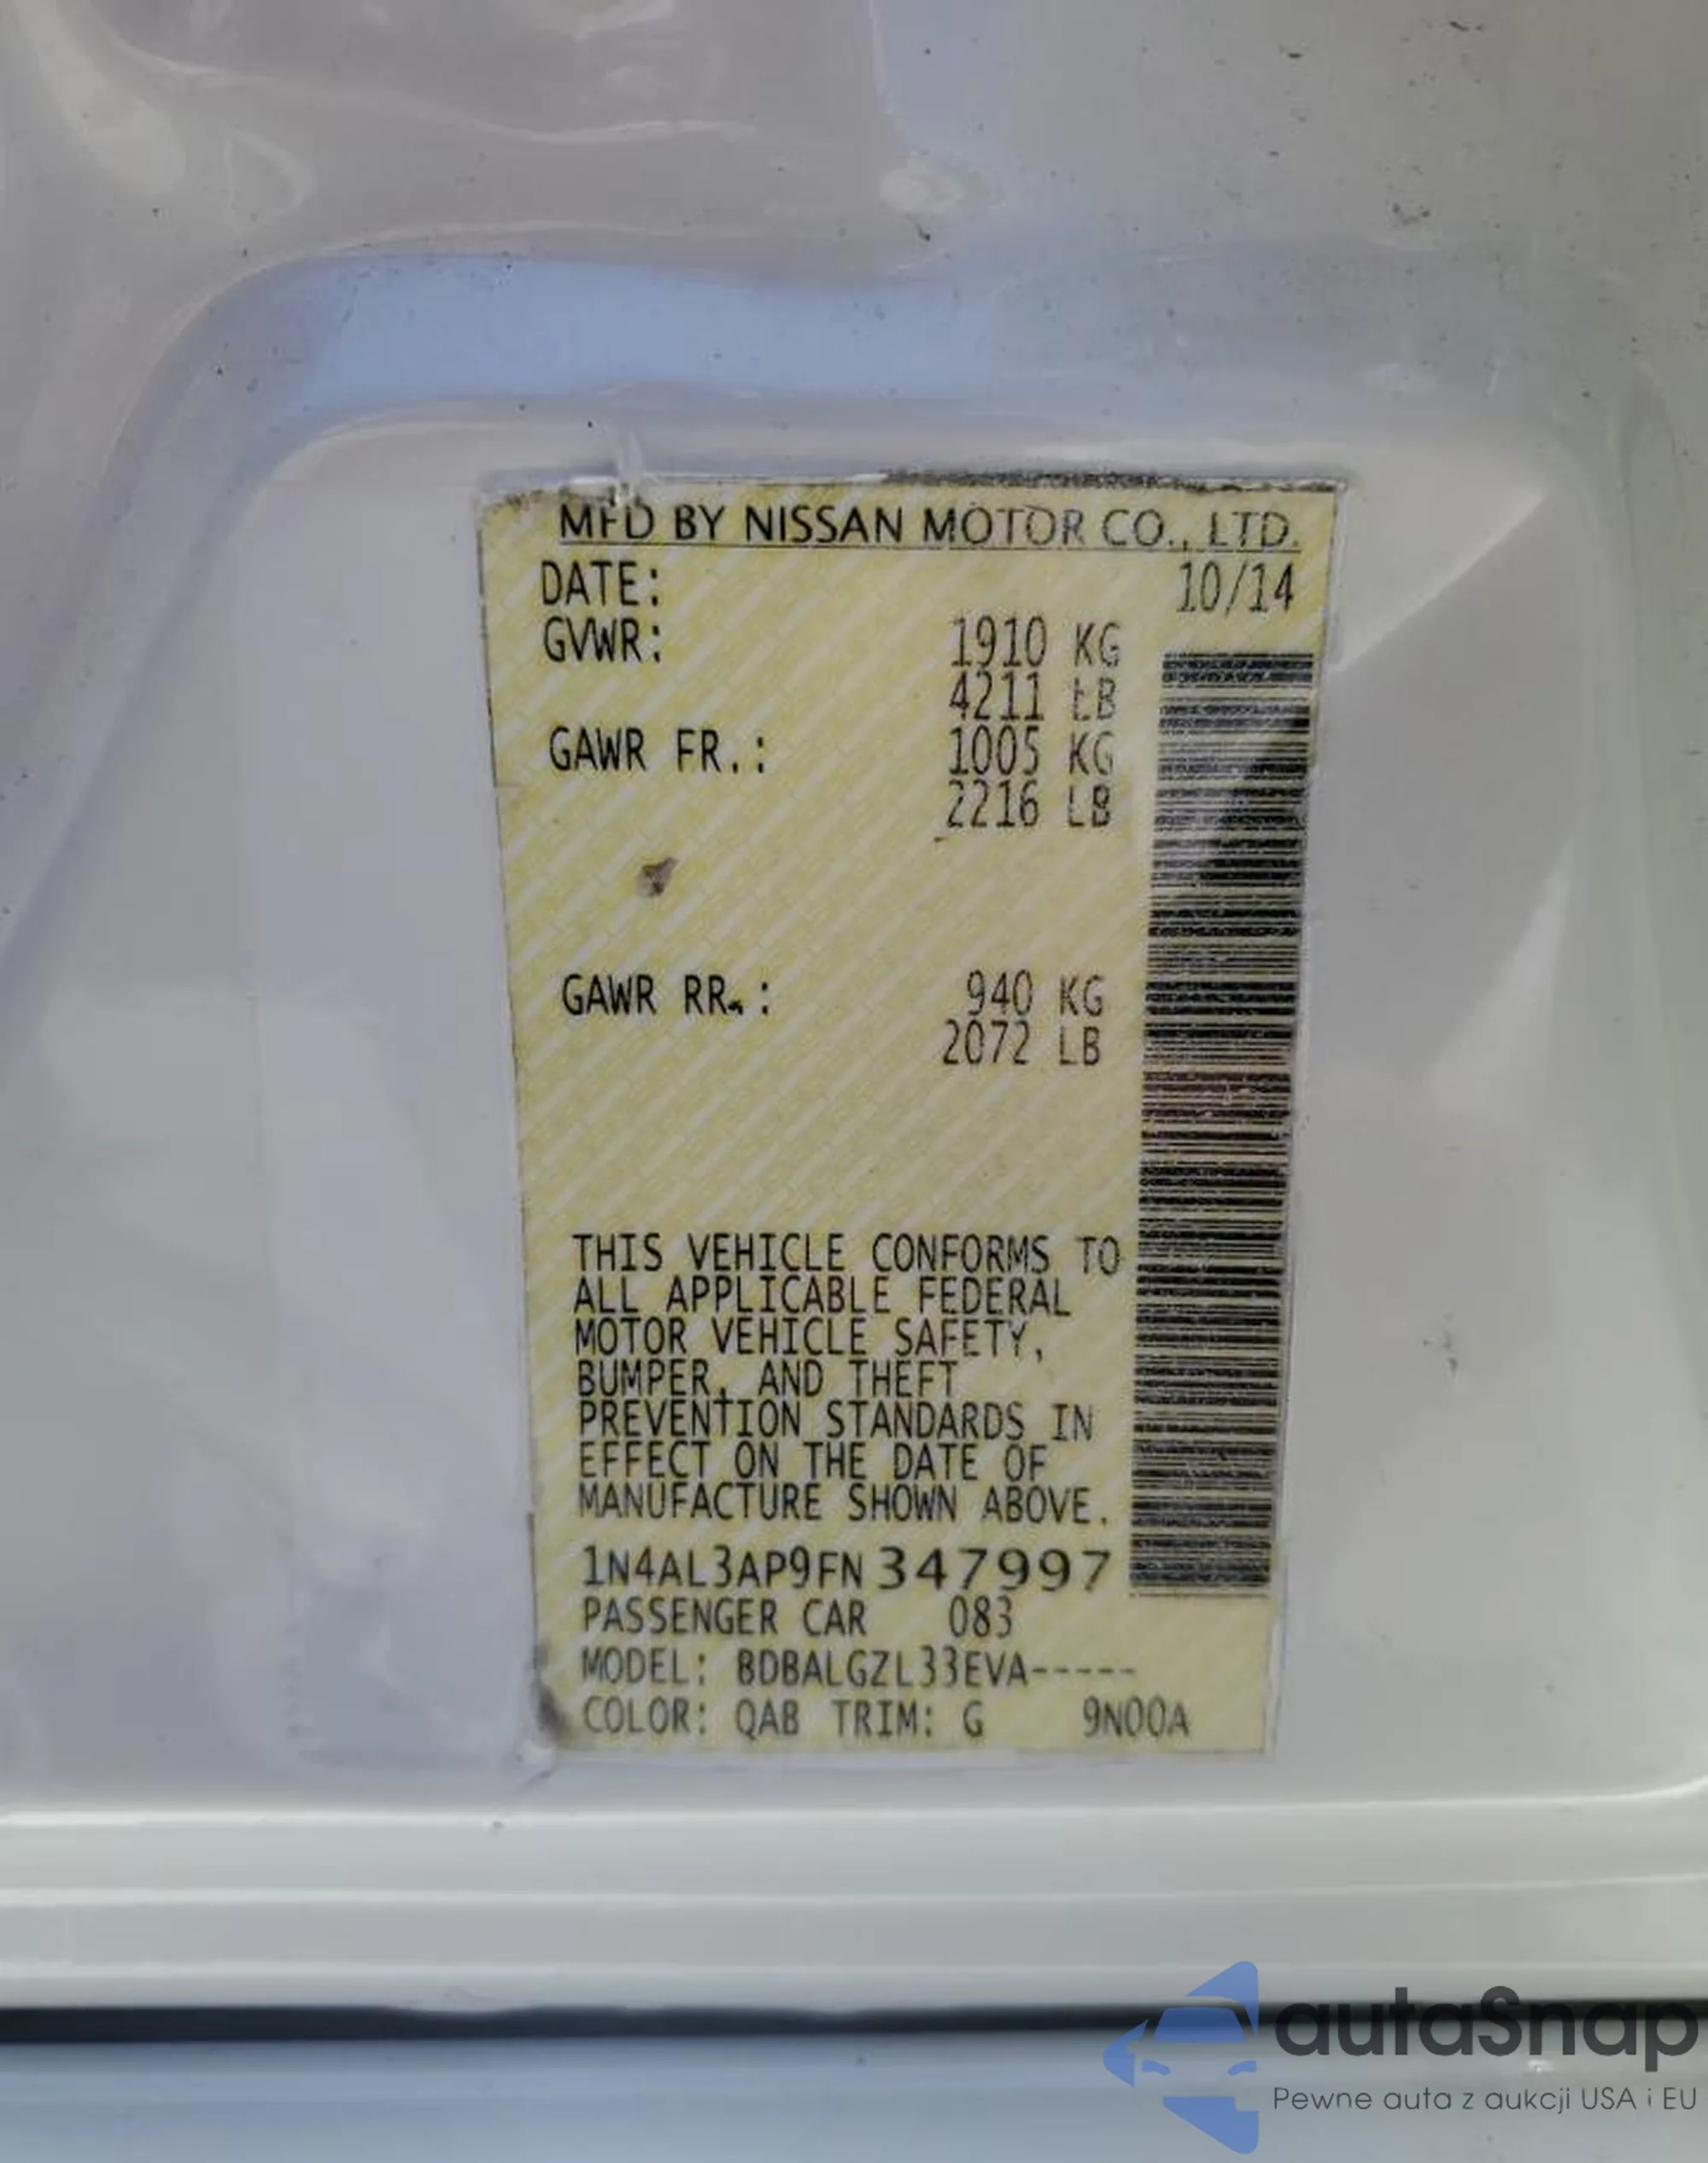 MFD BY NISSAN MOTOR CO., LTD.
DATE: 10/14
GVWR: 1910 KG
4211 LB
GAWR FR.: 1005 KG
2216 LB
GAWR RR.: 940 KG
2072 LB
THIS VEHICLE CONFORMS TO
ALL APPLICABLE FEDERAL
MOTOR VEHICLE SAFETY,
BUMPER, AND THEFT
PREVENTION STANDARDS IN
EFFECT ON THE DATE OF
MANUFACTURE SHOWN ABOVE.
1N4AL3AP9FN347997
PASSENGER CAR 083
MODEL: BDBALGZL33EVA-----
COLOR: QAB TRIM: G 9N00A
autaSnap
Pewne auta z aukcji USA i EU